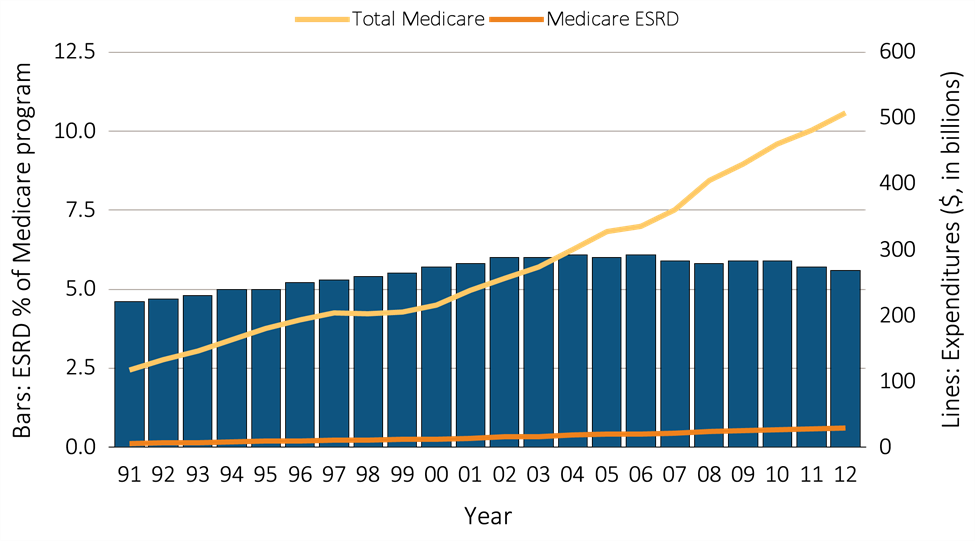 Total Medicare Medicare ESRD
Bars: ESRD % of Medicare program
12.5
10.0
7.5
5.0
2.5
0.0
600
500
400
300
200
100
0
Lines: Expenditures ($, in billions)
91 92 93 94 95 96 97 98 99 00 01 02 03 04 05 06 07 08 09 10 11 12
Year